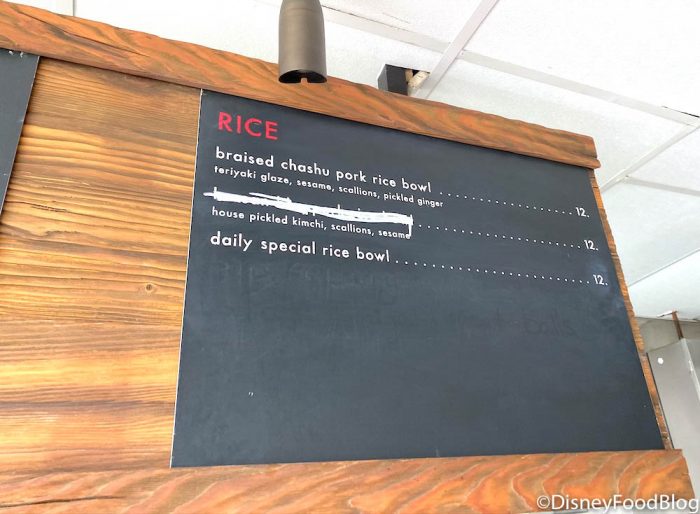 RICE
braised chashu pork rice bowl . . . . . . . . . . . . . . . . . . . . . . 12.
teriyaki glaze, sesame, scallions, pickled ginger
. . . . . . . . . . . . . . . . . . . . . . . . . 12.
house pickled kimchi, scallions, sesame
daily special rice bowl . . . . . . . . . . . . . . . . . . . . . . . . . . . . 12.
©DisneyFoodBlog